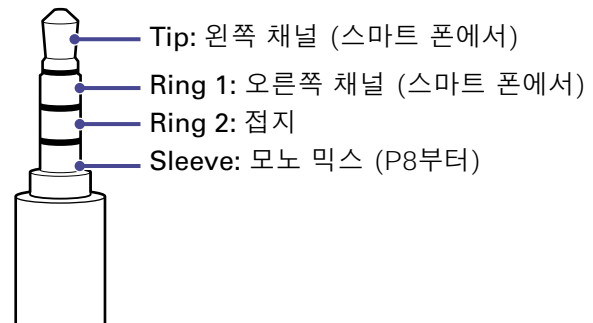 Tip: 왼쪽 채널 (스마트 폰에서)
Ring 1: 오른쪽 채널 (스마트 폰에서)
Ring 2: 접지
Sleeve: 모노 믹스 (P8부터)